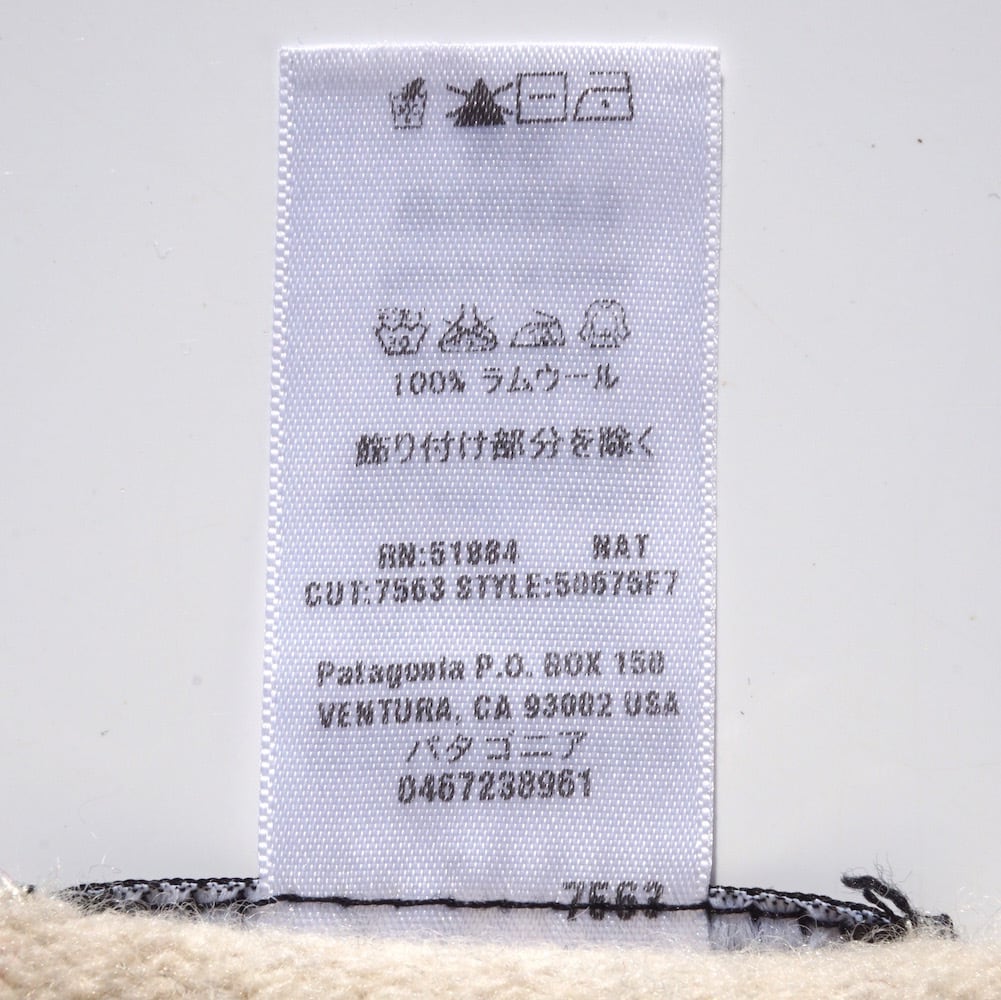 100% ラムウール
飾り付け部分を除く
RN:51884 NAT
CUT:7563 STYLE:50675F7
Patagonia P.O. BOX 150
VENTURA, CA 93002 USA
パタゴニア
0467238961
7563